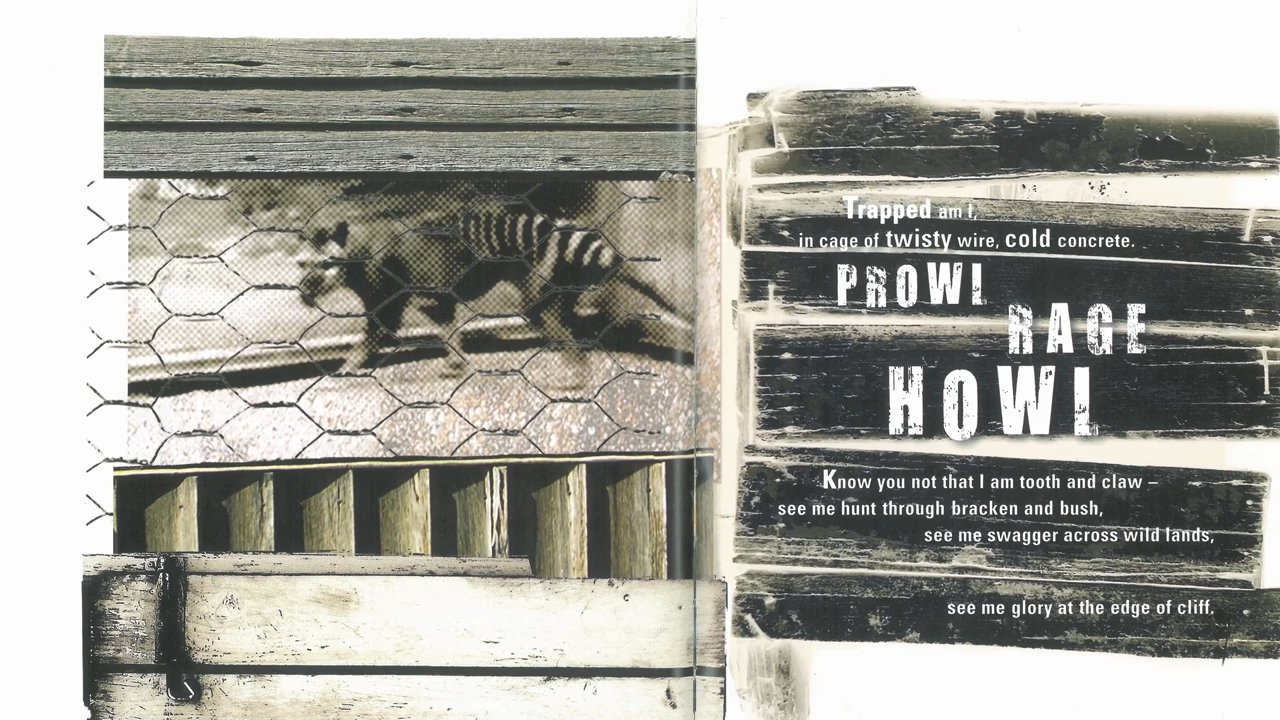 Trapped am I,
in cage of twisty wire, cold concrete.
PROWL
RAGE
HOWL
Know you not that I am tooth and claw –
see me hunt through bracken and bush,
see me swagger across wild lands,
see me glory at the edge of cliff.